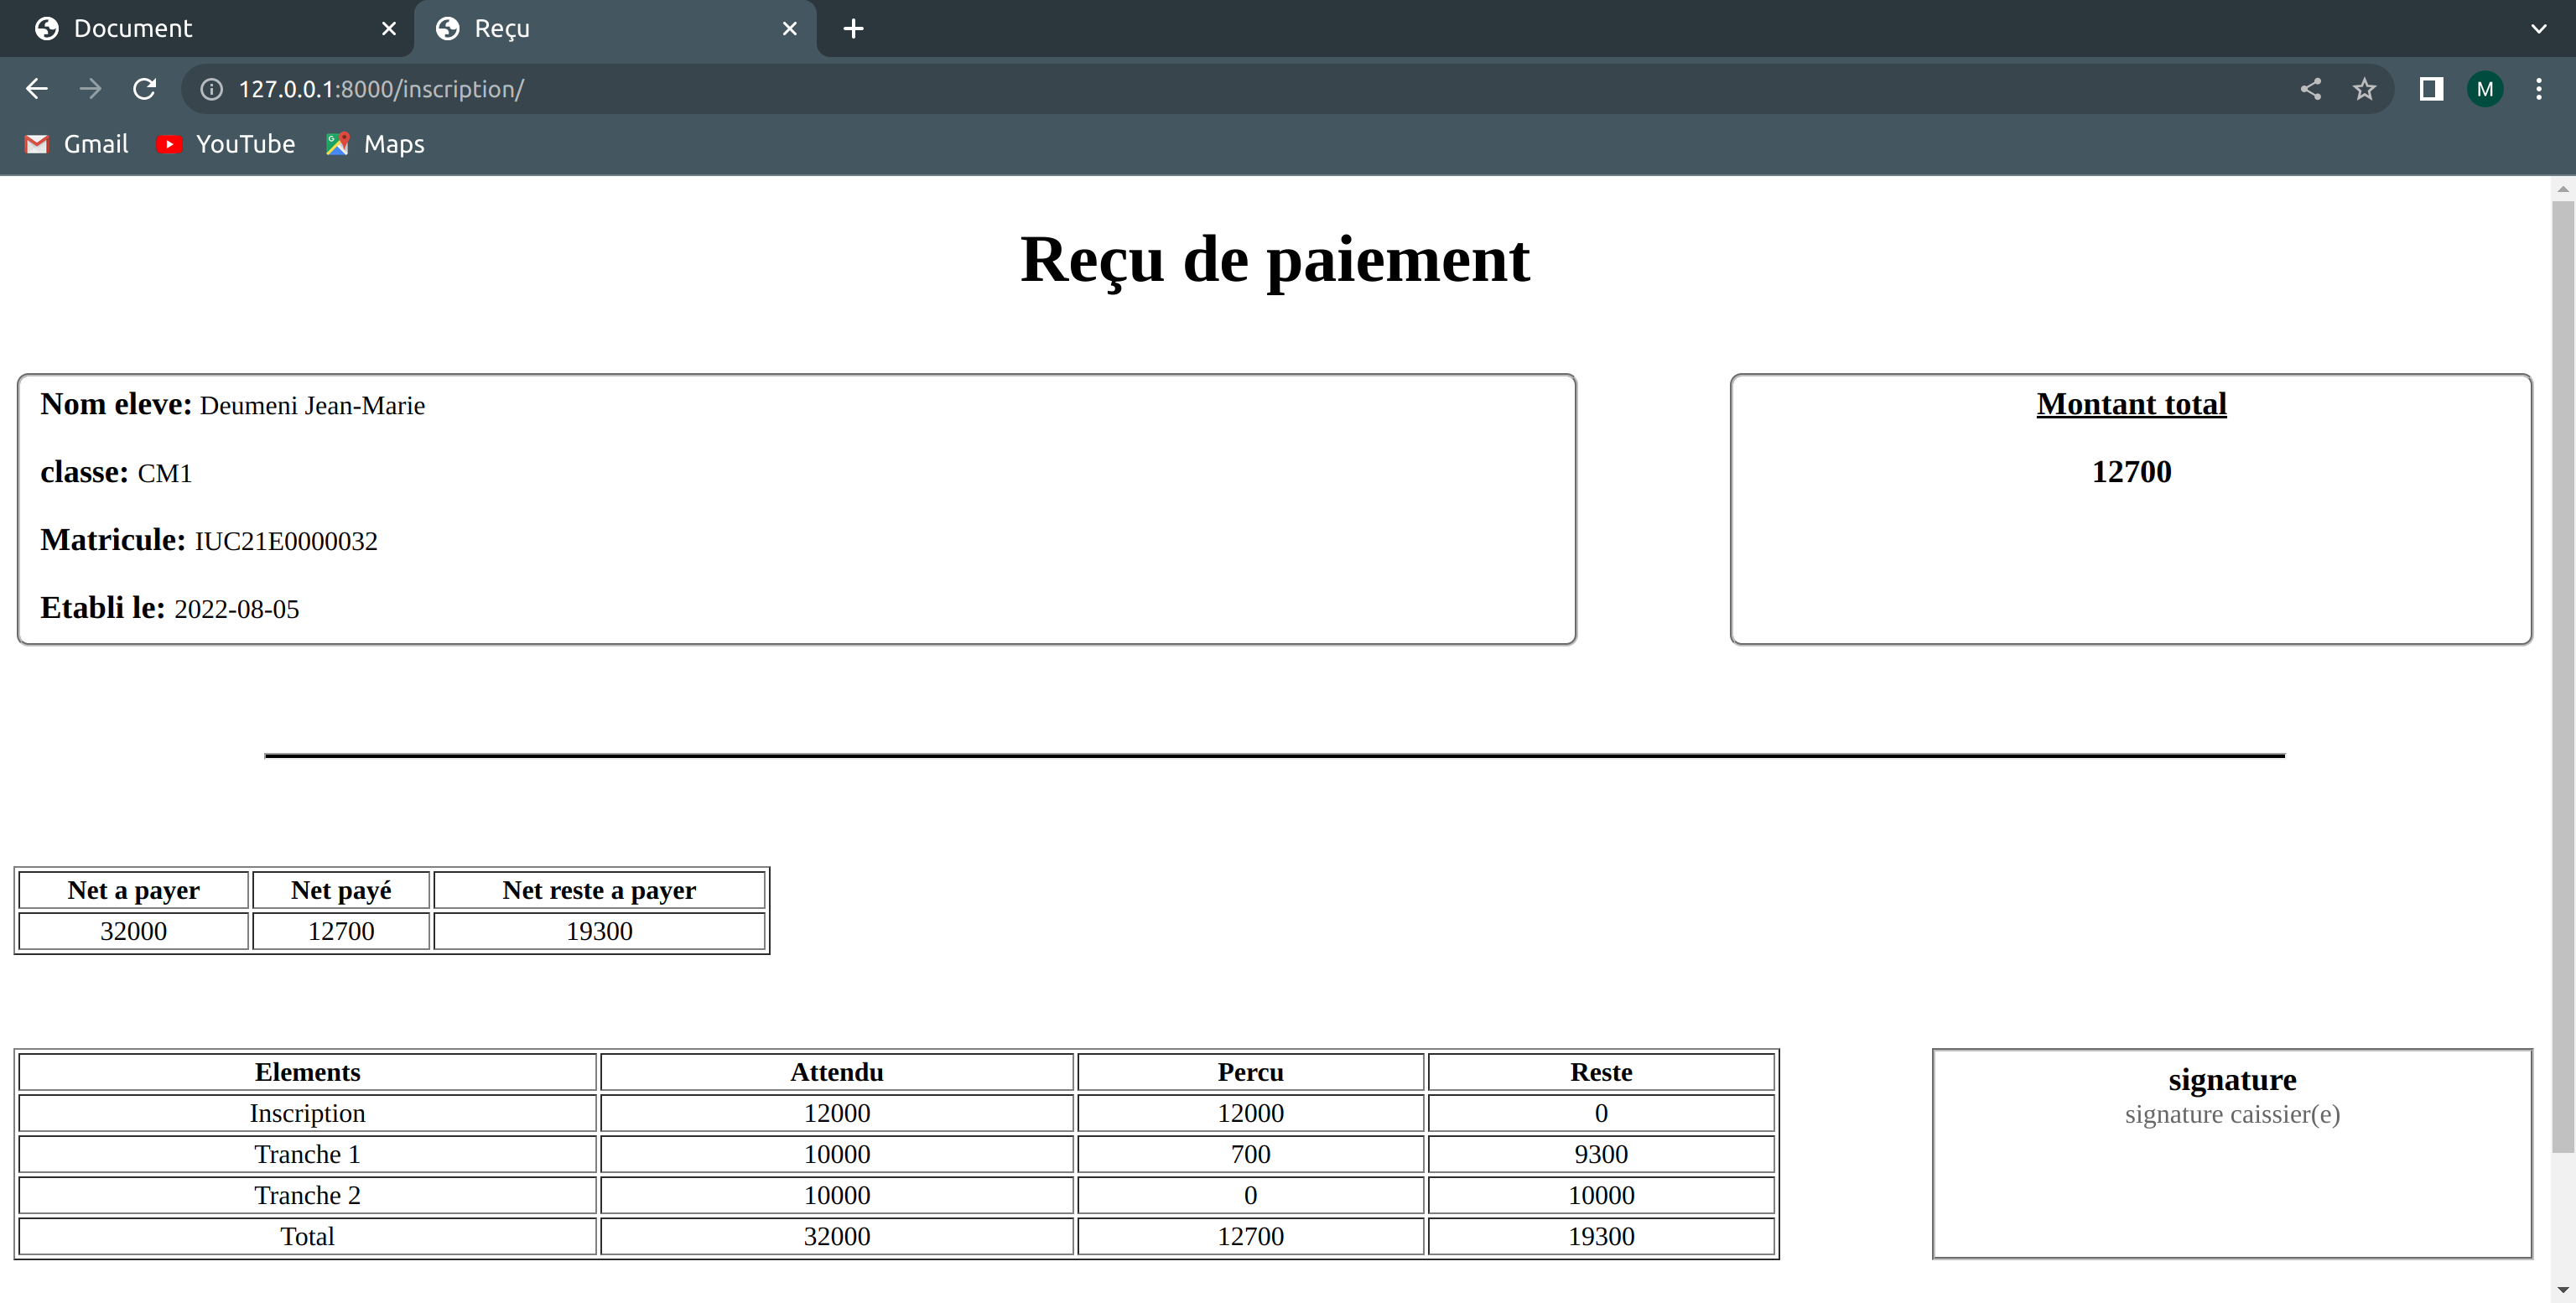 Document
Reçu
127.0.0.1:8000/inscription/
M
Gmail YouTube Maps
Reçu de paiement
Nom eleve: Deumeni Jean-Marie
classe: CM1
Matricule: IUC21E0000032
Etabli le: 2022-08-05
Montant total
12700
Net a payer Net payé Net reste a payer
32000 12700 19300
Elements Attendu Percu Reste
Inscription 12000 12000 0
Tranche 1 10000 700 9300
Tranche 2 10000 0 10000
Total 32000 12700 19300
signature
signature caissier(e)